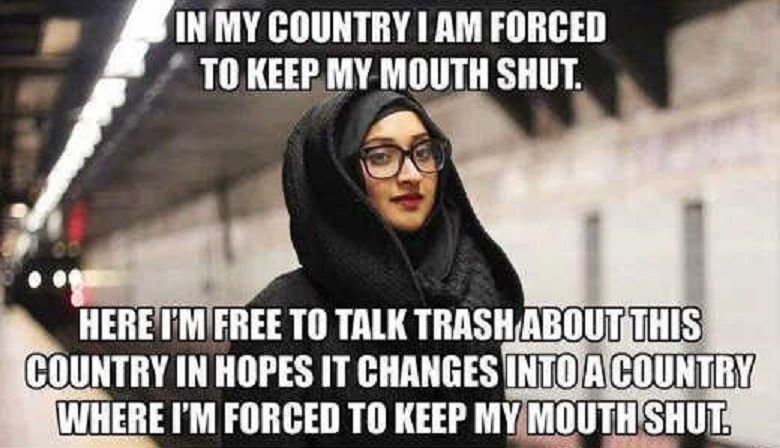 IN MY COUNTRY I AM FORCED
TO KEEP MY MOUTH SHUT.
HERE I'M FREE TO TALK TRASH ABOUT THIS
COUNTRY IN HOPES IT CHANGES INTO A COUNTRY
WHERE I'M FORCED TO KEEP MY MOUTH SHUT.